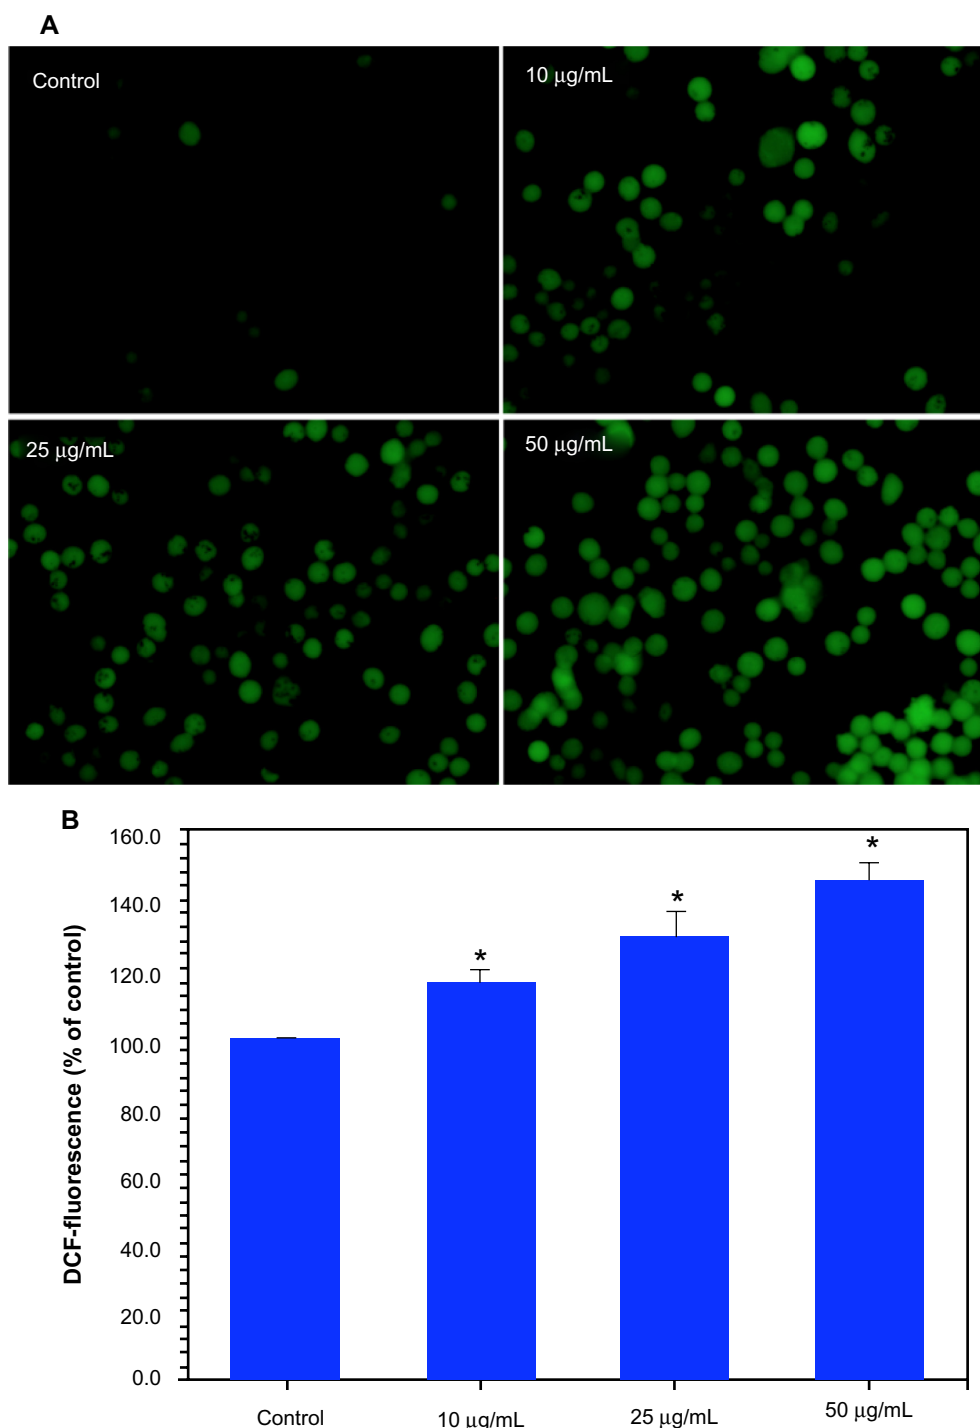 A
Control
10 μg/mL
25 μg/mL
50 μg/mL
B
DCF-fluorescence (% of control)
160.0
140.0
120.0
100.0
80.0
60.0
40.0
20.0
0.0
*
*
*
Control
10 μg/mL
25 μg/mL
50 μg/mL